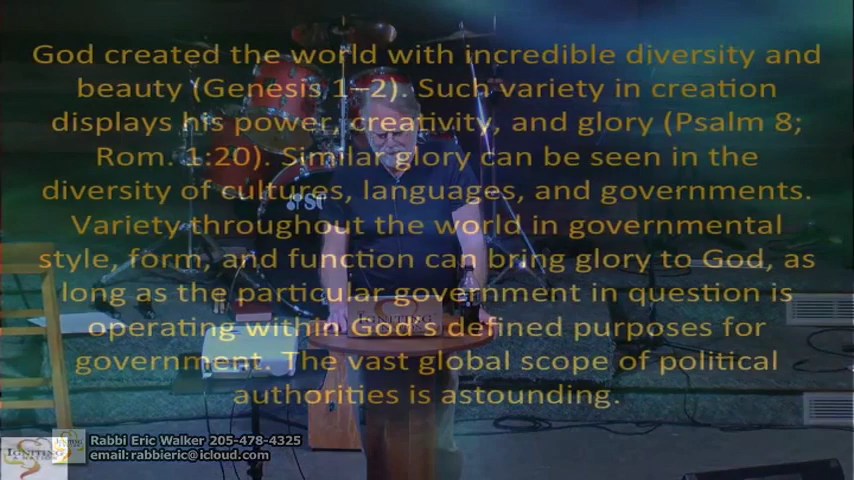 God created the world with incredible diversity and
beauty (Genesis 1–2). Such variety in creation
displays his power, creativity, and glory (Psalm 8;
Rom. 1:20). Similar glory can be seen in the
diversity of cultures, languages, and governments.
Variety throughout the world in governmental
style, form, and function can bring glory to God, as
long as the particular government in question is
operating within God's defined purposes for
government. The vast global scope of political
authorities is astounding.
IGNITING
Rabbi Eric Walker 205-478-4325
email:rabbieric@icloud.com
IGNITING
A NATION